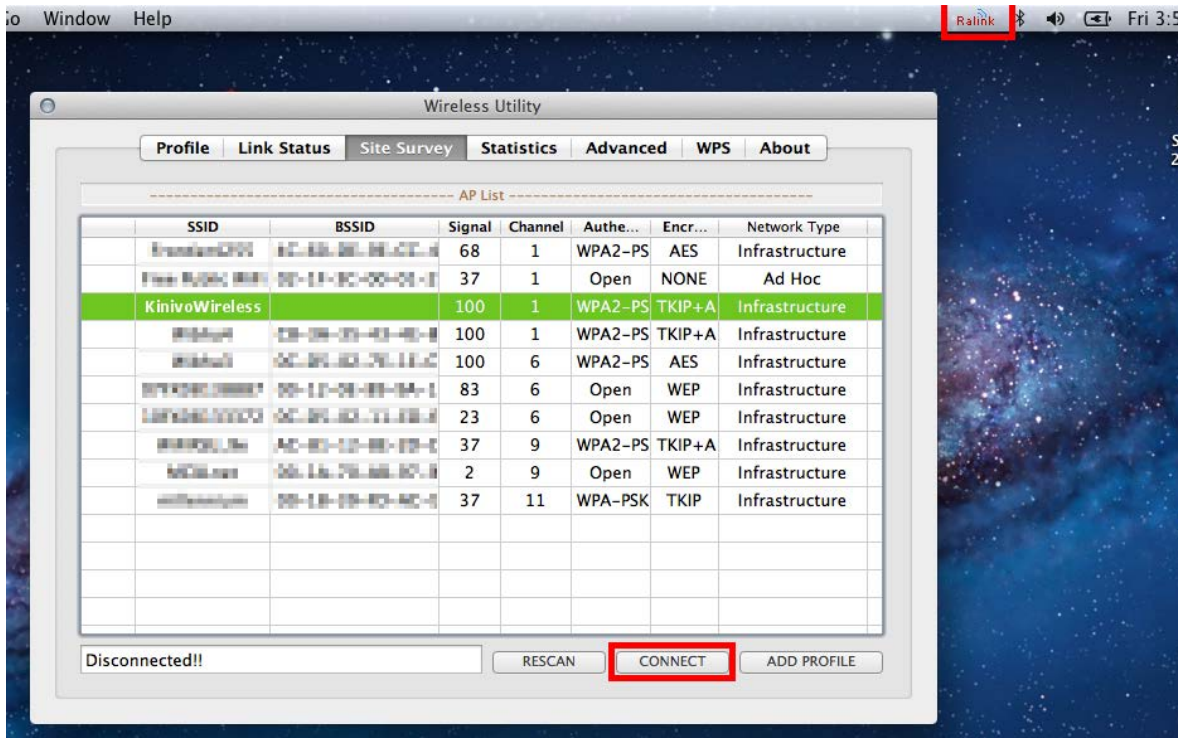 Go Window Help Ralink Fri 3:5
Wireless Utility
Profile Link Status Site Survey Statistics Advanced WPS About
------------------------------------- AP List -------------------------------------
SSID BSSID Signal Channel Authe... Encr... Network Type
68 1 WPA2-PS AES Infrastructure
37 1 Open NONE Ad Hoc
KinivoWireless 100 1 WPA2-PS TKIP+A Infrastructure
100 1 WPA2-PS TKIP+A Infrastructure
100 6 WPA2-PS AES Infrastructure
83 6 Open WEP Infrastructure
23 6 Open WEP Infrastructure
37 9 WPA2-PS TKIP+A Infrastructure
2 9 Open WEP Infrastructure
37 11 WPA-PSK TKIP Infrastructure
Disconnected!! RESCAN CONNECT ADD PROFILE